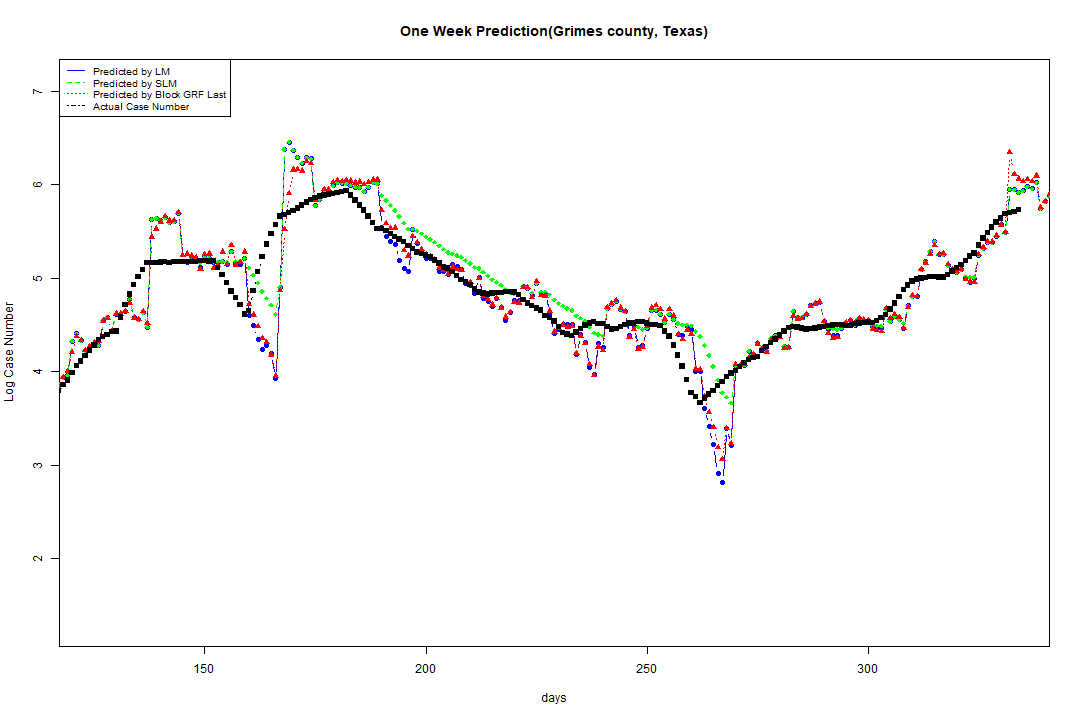 One Week Prediction(Grimes county, Texas)
Predicted by LM
Predicted by SLM
Predicted by Block GRF Last
Actual Case Number
7
6
5
4
3
2
Log Case Number
150 200 250 300
days